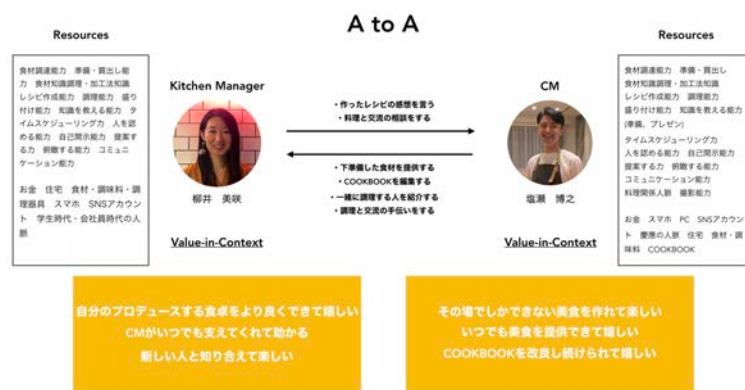 A to A
Resources
食材調達能力 準備・買出し能
力 食材知識調理・加工法知識
レシピ作成能力 調理能力 盛り
付け能力 知識を教える能力 タ
イムスケジューリング力 人を認
める能力 自己開示能力 提案す
る力 俯瞰する能力 コミュニ
ケーション能力
お金 住宅 食材・調味料・調
理器具 スマホ SNSアカウン
ト 学生時代・会社員時代の人
脈
Kitchen Manager
柳井 美咲
Value-in-Context
・作ったレシピの感想を言う
・料理と交流の相談をする
・下準備した食材を提供する
・COOKBOOKを編集する
・一緒に調理する人を紹介する
・調理と交流の手伝いをする
CM
塩瀬 博之
Value-in-Context
Resources
食材調達能力 準備・買出し
食材知識調理・加工法知識
レシピ作成能力 調理能力
盛り付け能力 知識を教える能力
(準備、プレゼン)
タイムスケジューリング力
人を認める能力 自己開示能力
提案する力 俯瞰する能力
コミュニケーション能力
料理関係人脈 撮影能力
お金 スマホ PC SNSアカウン
ト 慶應の人脈 住宅 食材・調
味料 COOKBOOK
自分のプロデュースする食卓をより良くできて嬉しい
CMがいつでも支えてくれて助かる
新しい人と知り合えて楽しい
その場でしかできない美食を作れて楽しい
いつでも美食を提供できて嬉しい
COOKBOOKを改良し続けられて嬉しい